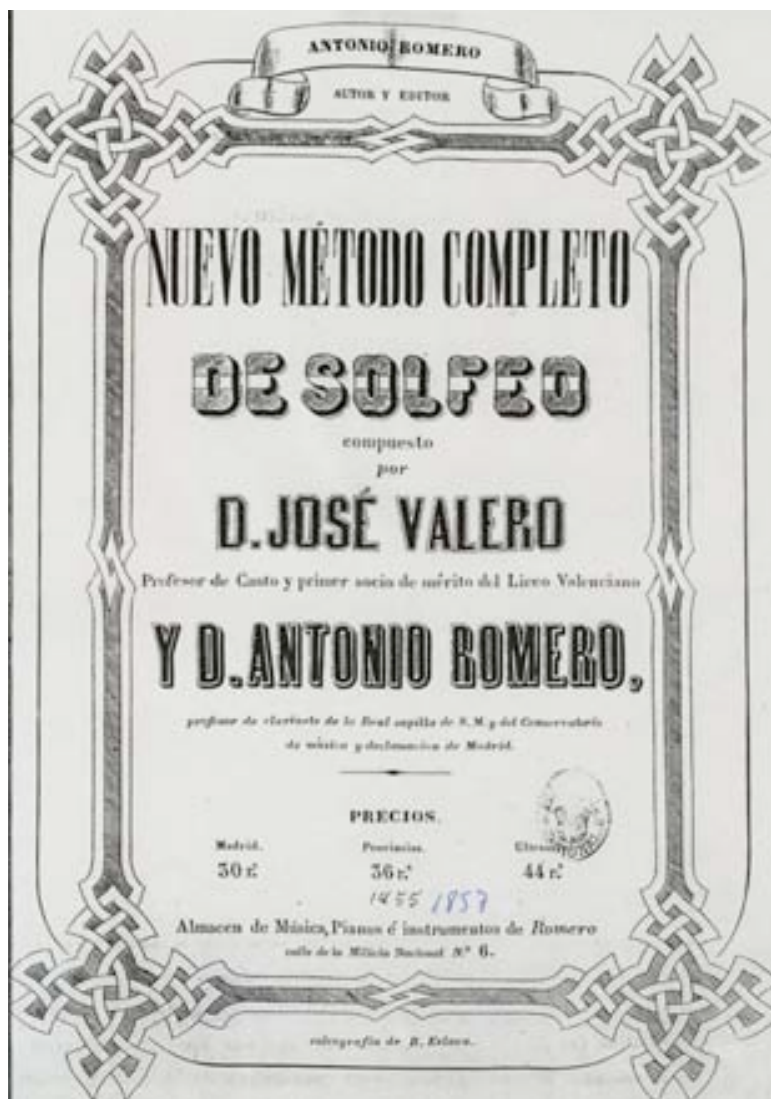 ANTONIO ROMERO
AUTOR Y EDITOR
NUEVO MÉTODO COMPLETO
DE SOLFEO
compuesto
por
D. JOSÉ VALERO
Profesor de Canto y primer socio de mérito del Liceo Valenciano
Y D. ANTONIO ROMERO,
profesor de clarinete de la Real capilla de S. M. y del Conservatorio
de música y declamacion de Madrid.
PRECIOS.
Madrid. Provincias.
30 rs. 36 rs. 44 rs.
1455 1857
Almacen de Música, Pianos é instrumentos de Romero
calle de la Milicia Nacional Nº 6.
calcografía de B. Eslava.